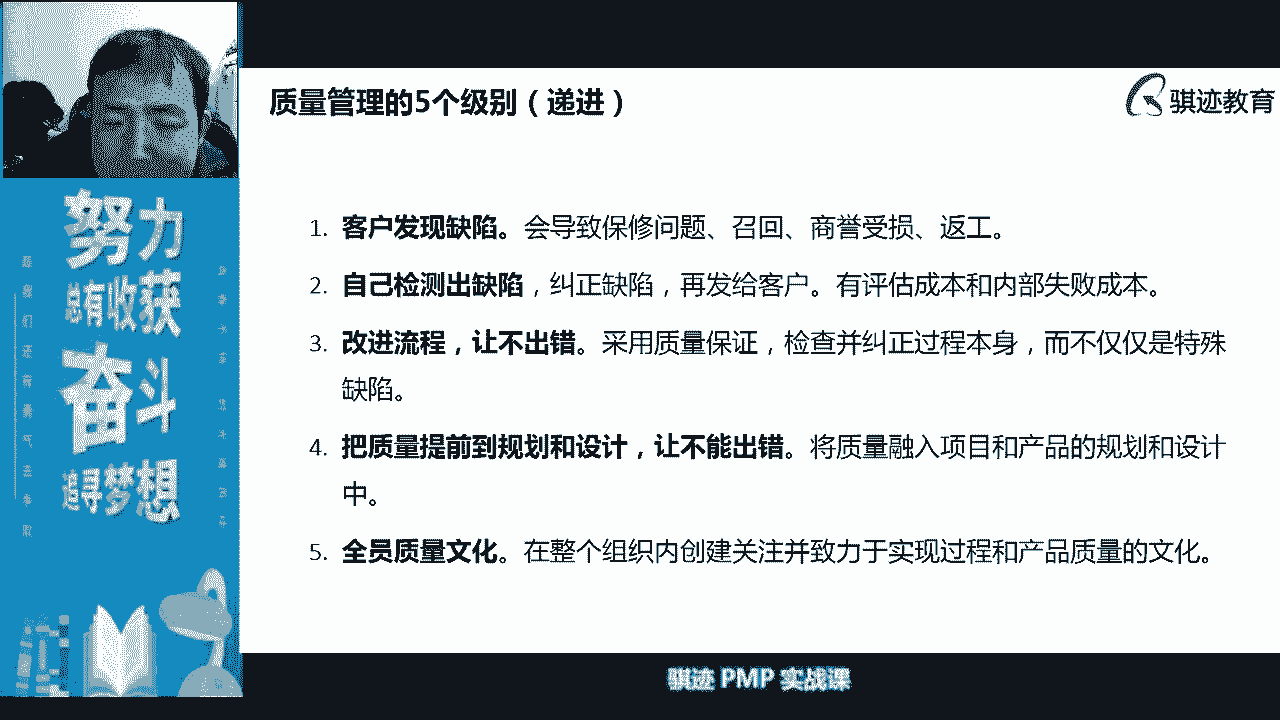 质量管理的5个级别（递进）
骐迹教育
努力
总有收获
奋斗
追寻梦想
1. 客户发现缺陷。会导致保修问题、召回、商誉受损、返工。
2. 自己检测出缺陷，纠正缺陷，再发给客户。有评估成本和内部失败成本。
3. 改进流程，让不出错。采用质量保证，检查并纠正过程本身，而不仅仅是特殊
缺陷。
4. 把质量提前到规划和设计，让不能出错。将质量融入项目和产品的规划和设计
中。
5. 全员质量文化。在整个组织内创建关注并致力于实现过程和产品质量的文化。
骐迹 PMP 实战课